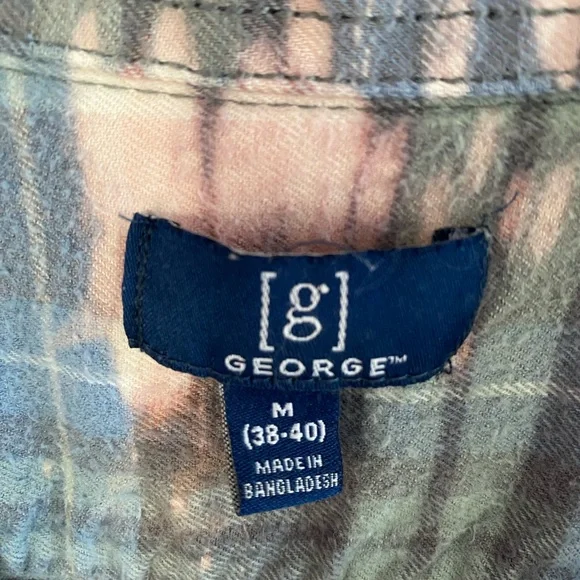 [g]
GEORGE™
M
(38-40)
MADE IN
BANGLADESH